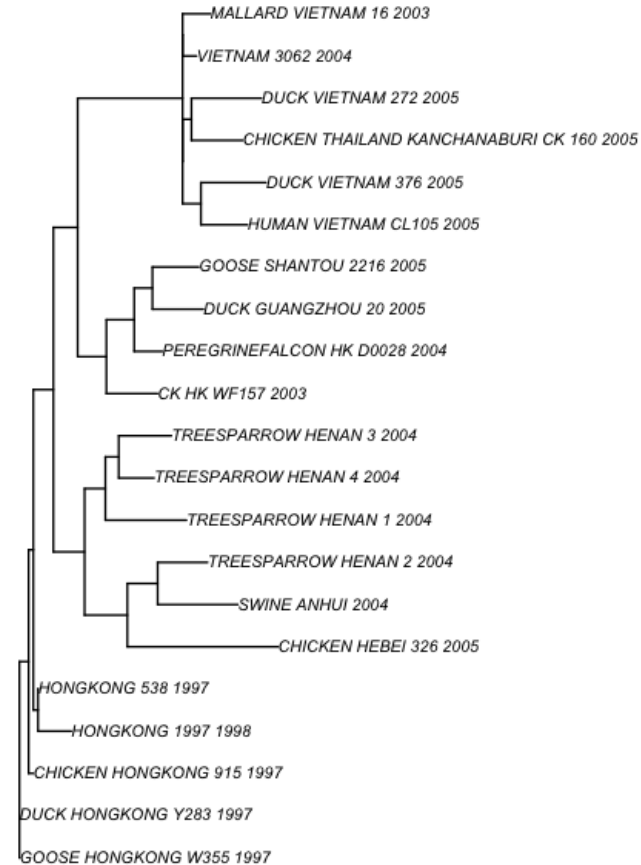 MALLARD VIETNAM 16 2003
VIETNAM 3062 2004
DUCK VIETNAM 272 2005
CHICKEN THAILAND KANCHANABURI CK 160 2005
DUCK VIETNAM 376 2005
HUMAN VIETNAM CL105 2005
GOOSE SHANTOU 2216 2005
DUCK GUANGZHOU 20 2005
PEREGRINEFALCON HK D0028 2004
CK HK WF157 2003
TREESPARROW HENAN 3 2004
TREESPARROW HENAN 4 2004
TREESPARROW HENAN 1 2004
TREESPARROW HENAN 2 2004
SWINE ANHUI 2004
CHICKEN HEBEI 326 2005
HONGKONG 538 1997
HONGKONG 1997 1998
CHICKEN HONGKONG 915 1997
DUCK HONGKONG Y283 1997
GOOSE HONGKONG W355 1997